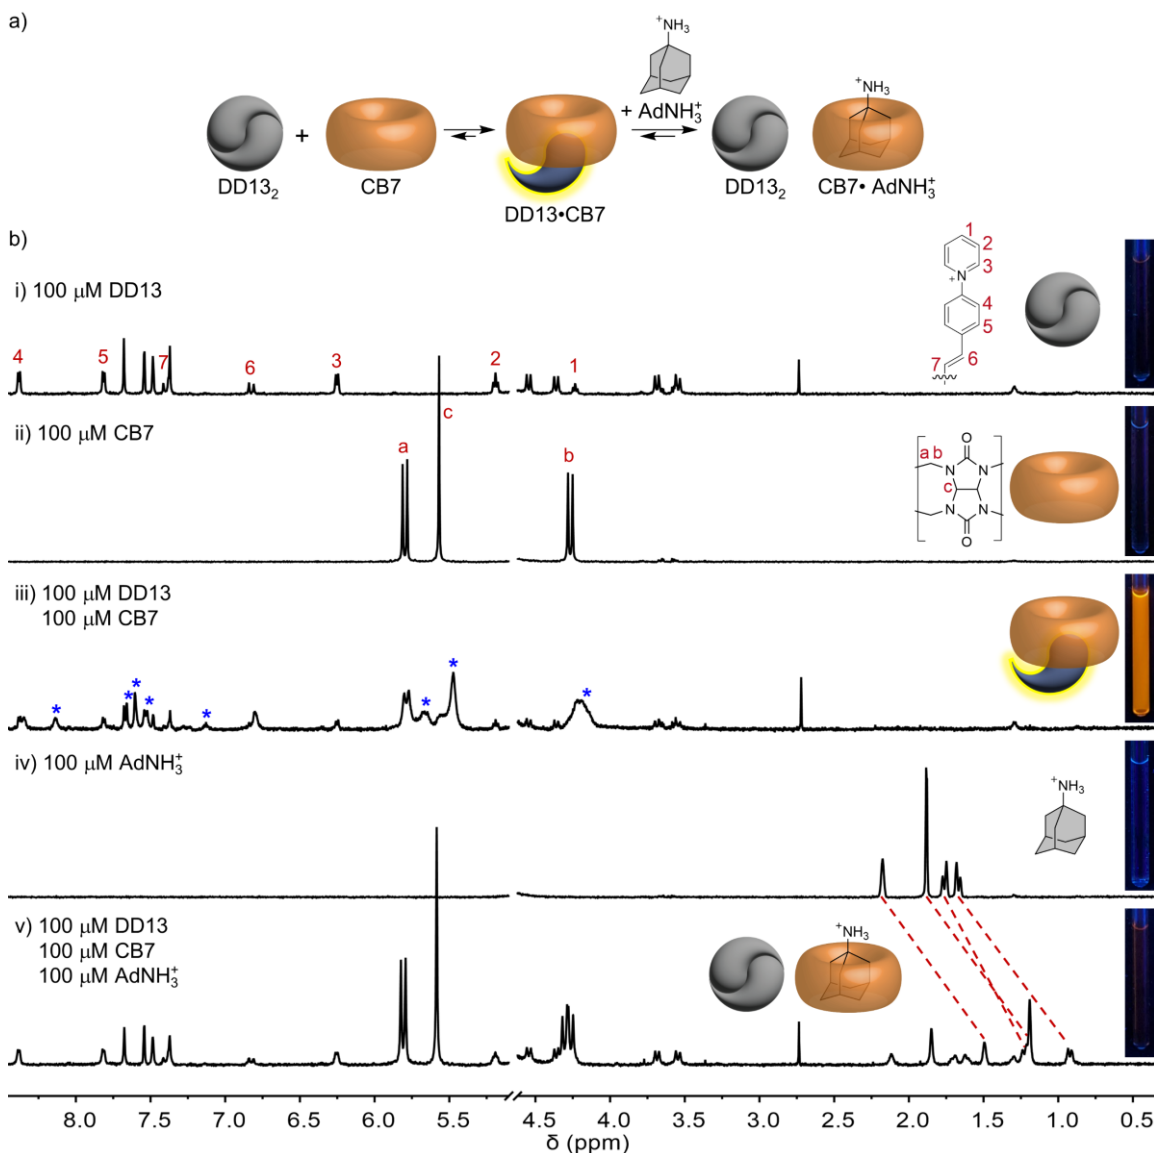 a)
+NH3
+ AdNH3+
+NH3
+
DD132
CB7
DD13•CB7
DD132
CB7• AdNH3+
b)
i) 100 μM DD13
4
5
7
6
3
2
1
1
2
3
N+
4
5
7
6
ii) 100 μM CB7
a
c
b
O
a b
N N
c
N N
O
iii) 100 μM DD13
100 μM CB7
* * * * * * * *
iv) 100 μM AdNH3+
+NH3
v) 100 μM DD13
100 μM CB7
100 μM AdNH3+
+NH3
8.0 7.5 7.0 6.5 6.0 5.5 5.0 4.5 4.0 3.5 3.0 2.5 2.0 1.5 1.0 0.5
δ (ppm)